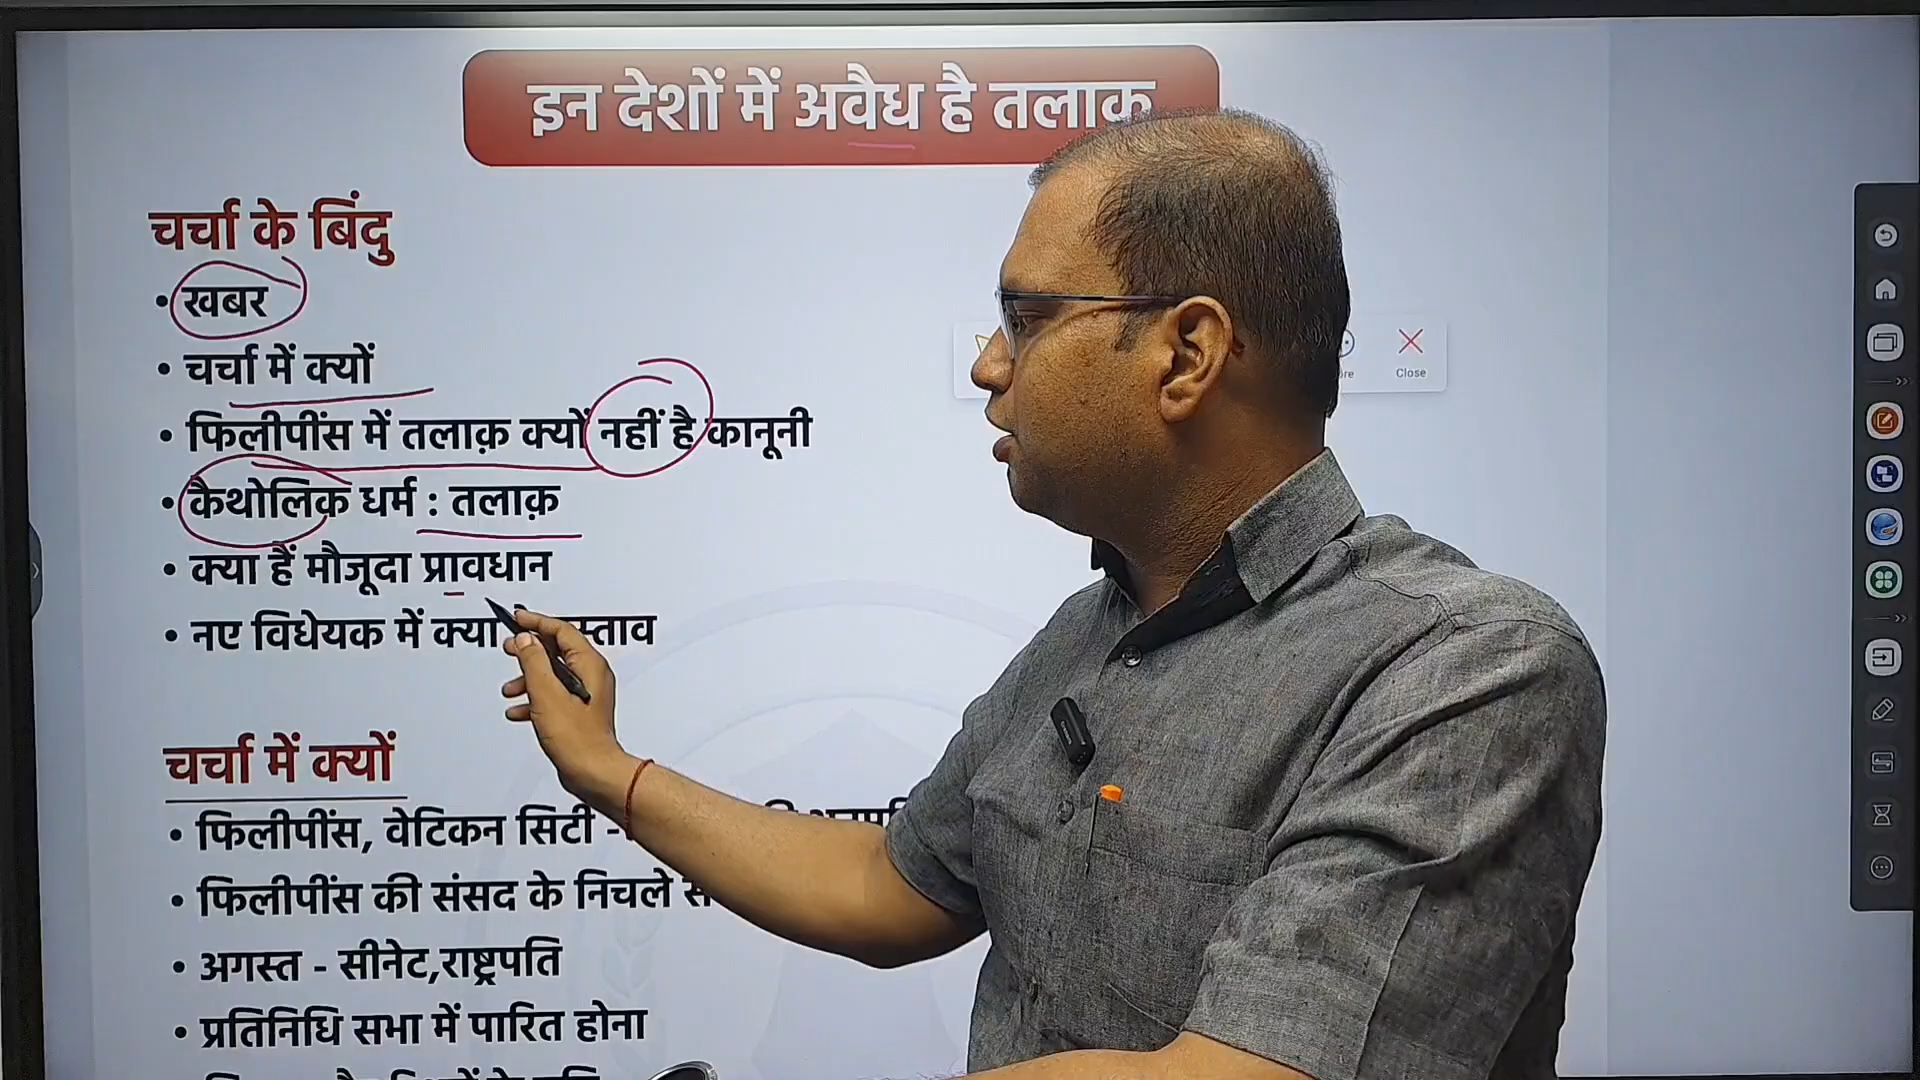 इन देशों में अवैध है तलाक़
चर्चा के बिंदु
• खबर
• चर्चा में क्यों
• फिलीपींस में तलाक़ क्यों नहीं है कानूनी
• कैथोलिक धर्म : तलाक़
• क्या हैं मौजूदा प्रावधान
• नए विधेयक में क्या
Close
चर्चा में क्यों
• फिलीपींस, वेटिकन सिटी -
• फिलीपींस की संसद के निचले
• अगस्त - सीनेट,राष्ट्रपति
• प्रतिनिधि सभा में पारित होना